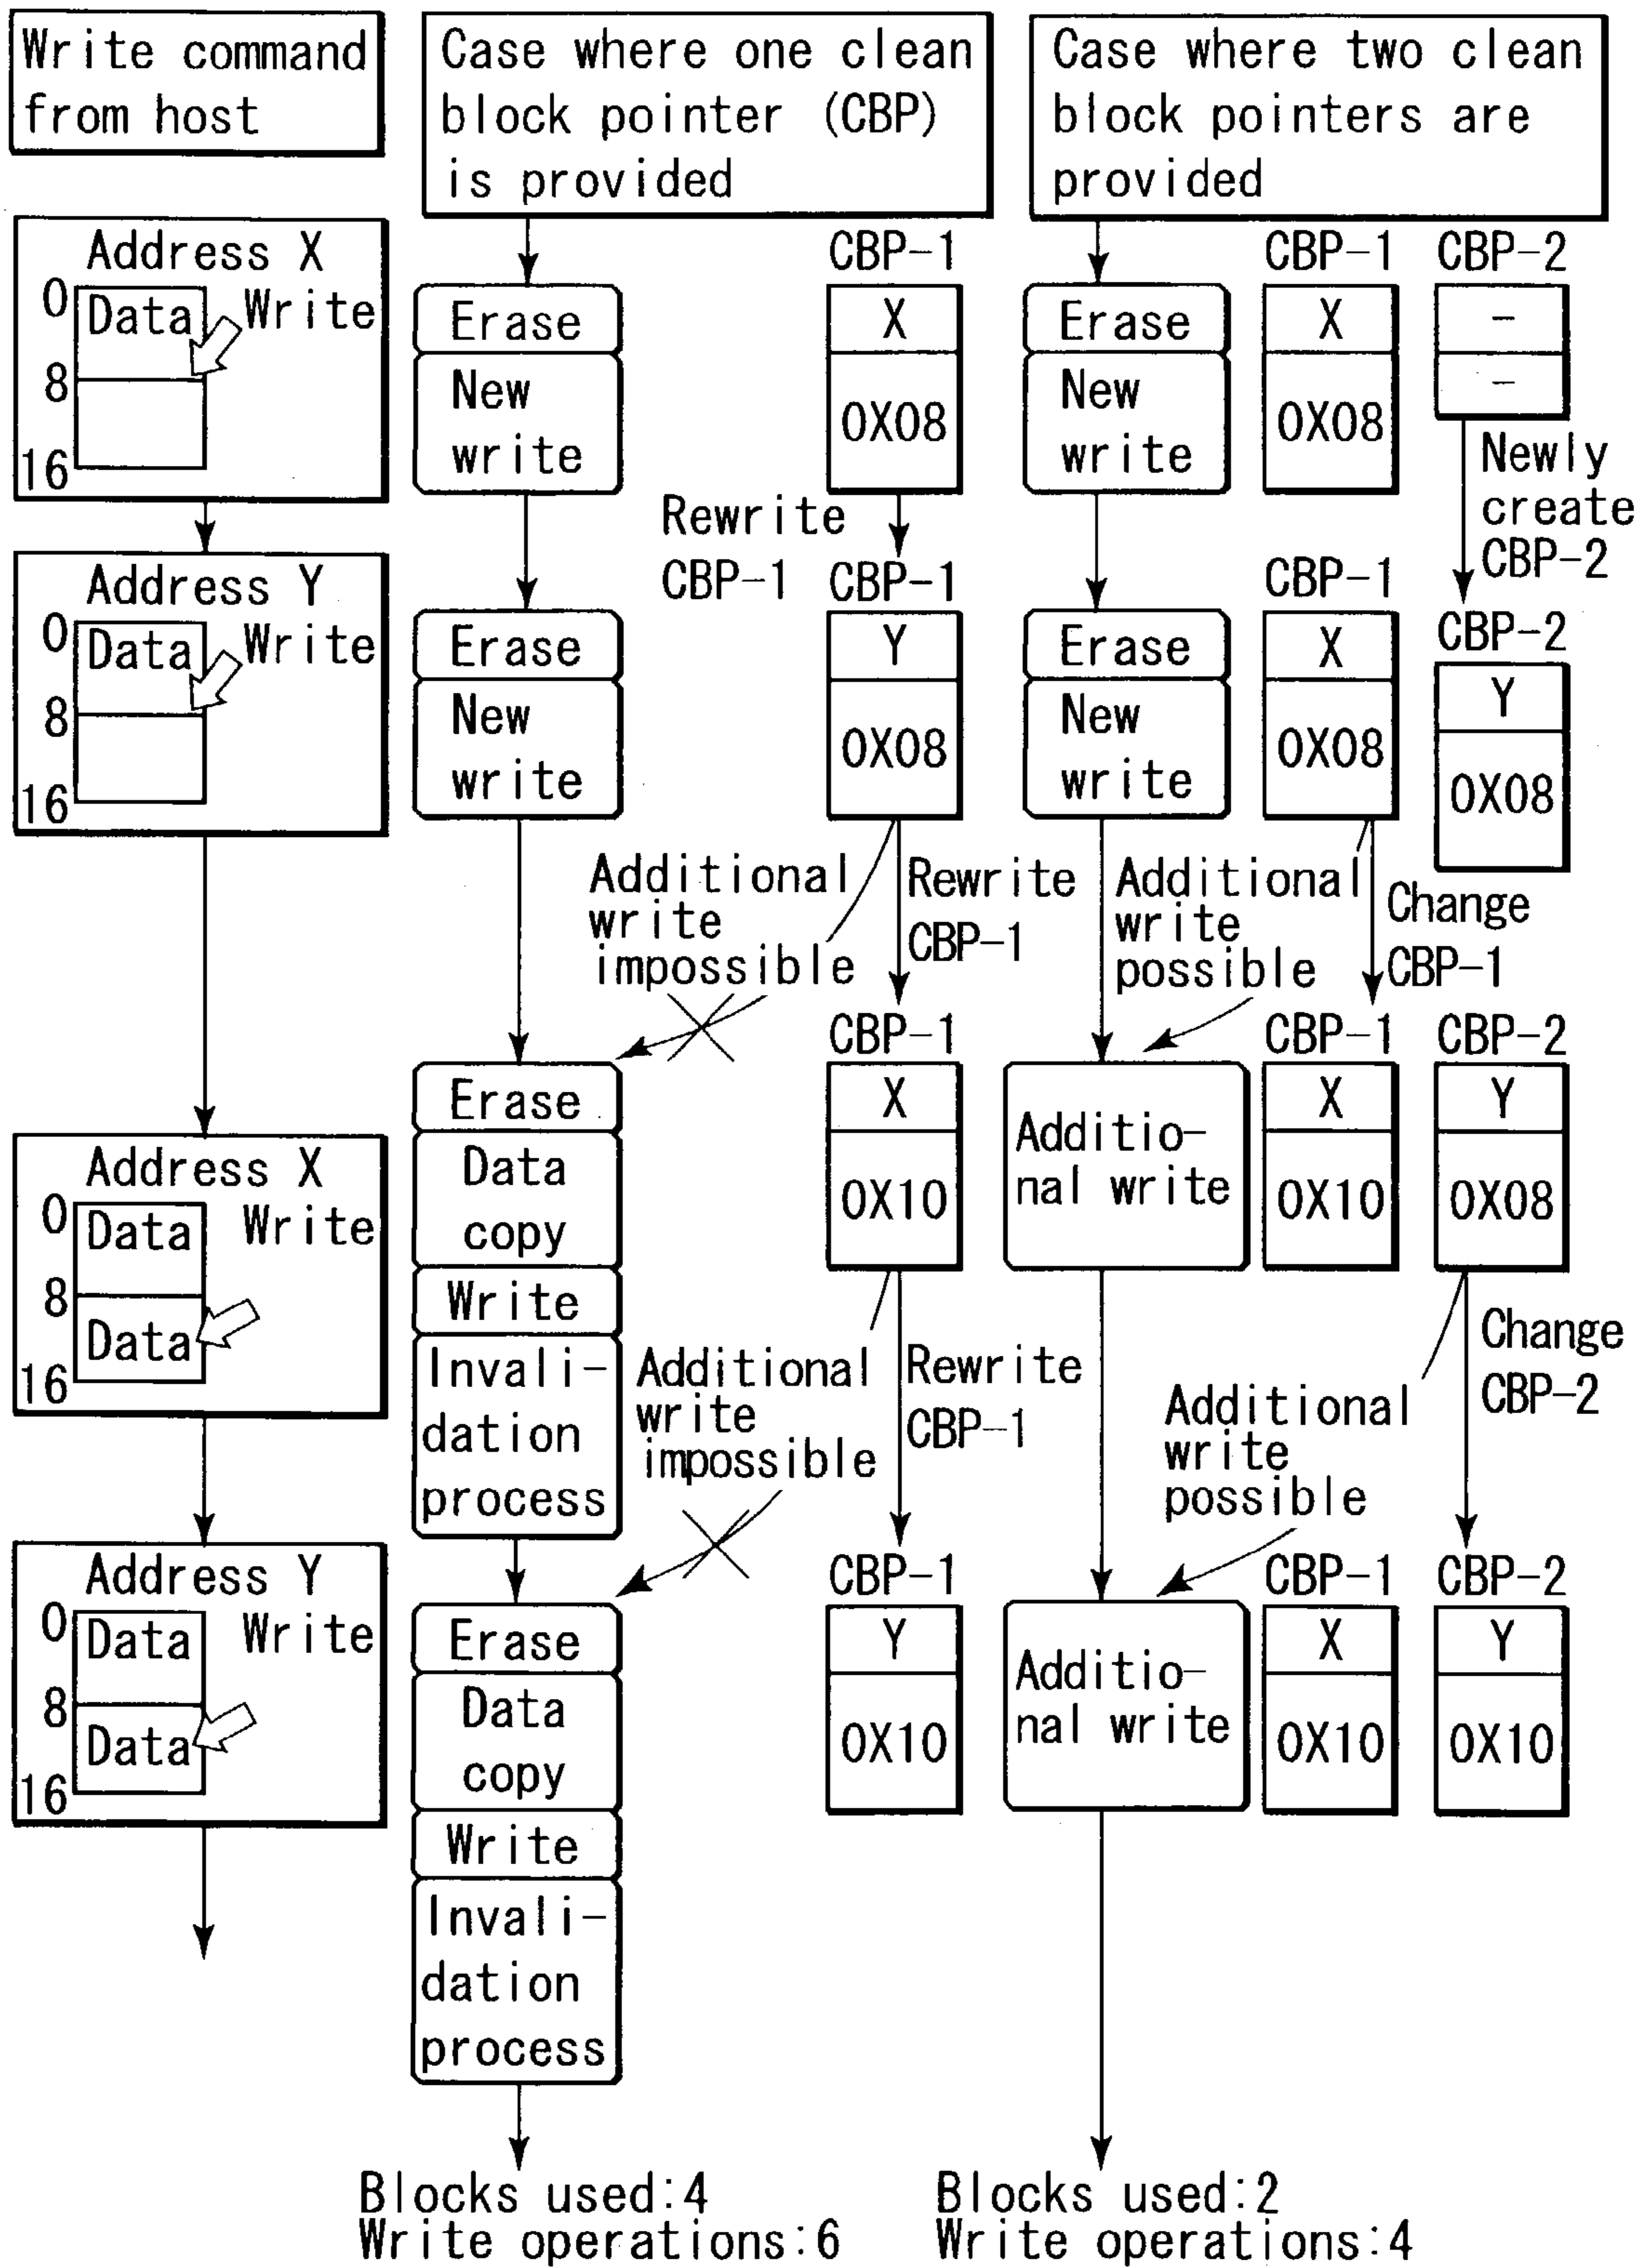 Write command
from host
Case where one clean
block pointer (CBP)
is provided
Case where two clean
block pointers are
provided
Address X
0
Data
Write
8
16
Erase
New
write
CBP-1
X
0X08
Erase
New
write
CBP-1
X
0X08
CBP-2
-
-
Newly
create
CBP-2
Rewrite
CBP-1
Address Y
0
Data
Write
8
16
Erase
New
write
CBP-1
Y
0X08
Erase
New
write
CBP-1
X
0X08
CBP-2
Y
0X08
Additional
write
impossible
Rewrite
CBP-1
Additional
write
possible
Change
CBP-1
Address X
0
Data
Write
8
Data
16
Erase
Data
copy
Write
Invali-
dation
process
CBP-1
X
0X10
Additio-
nal write
CBP-1
X
0X10
CBP-2
Y
0X08
Additional
write
impossible
Rewrite
CBP-1
Additional
write
possible
Change
CBP-2
Address Y
0
Data
Write
8
Data
16
Erase
Data
copy
Write
Invali-
dation
process
CBP-1
Y
0X10
Additio-
nal write
CBP-1
X
0X10
CBP-2
Y
0X10
Blocks used:4
Write operations:6
Blocks used:2
Write operations:4